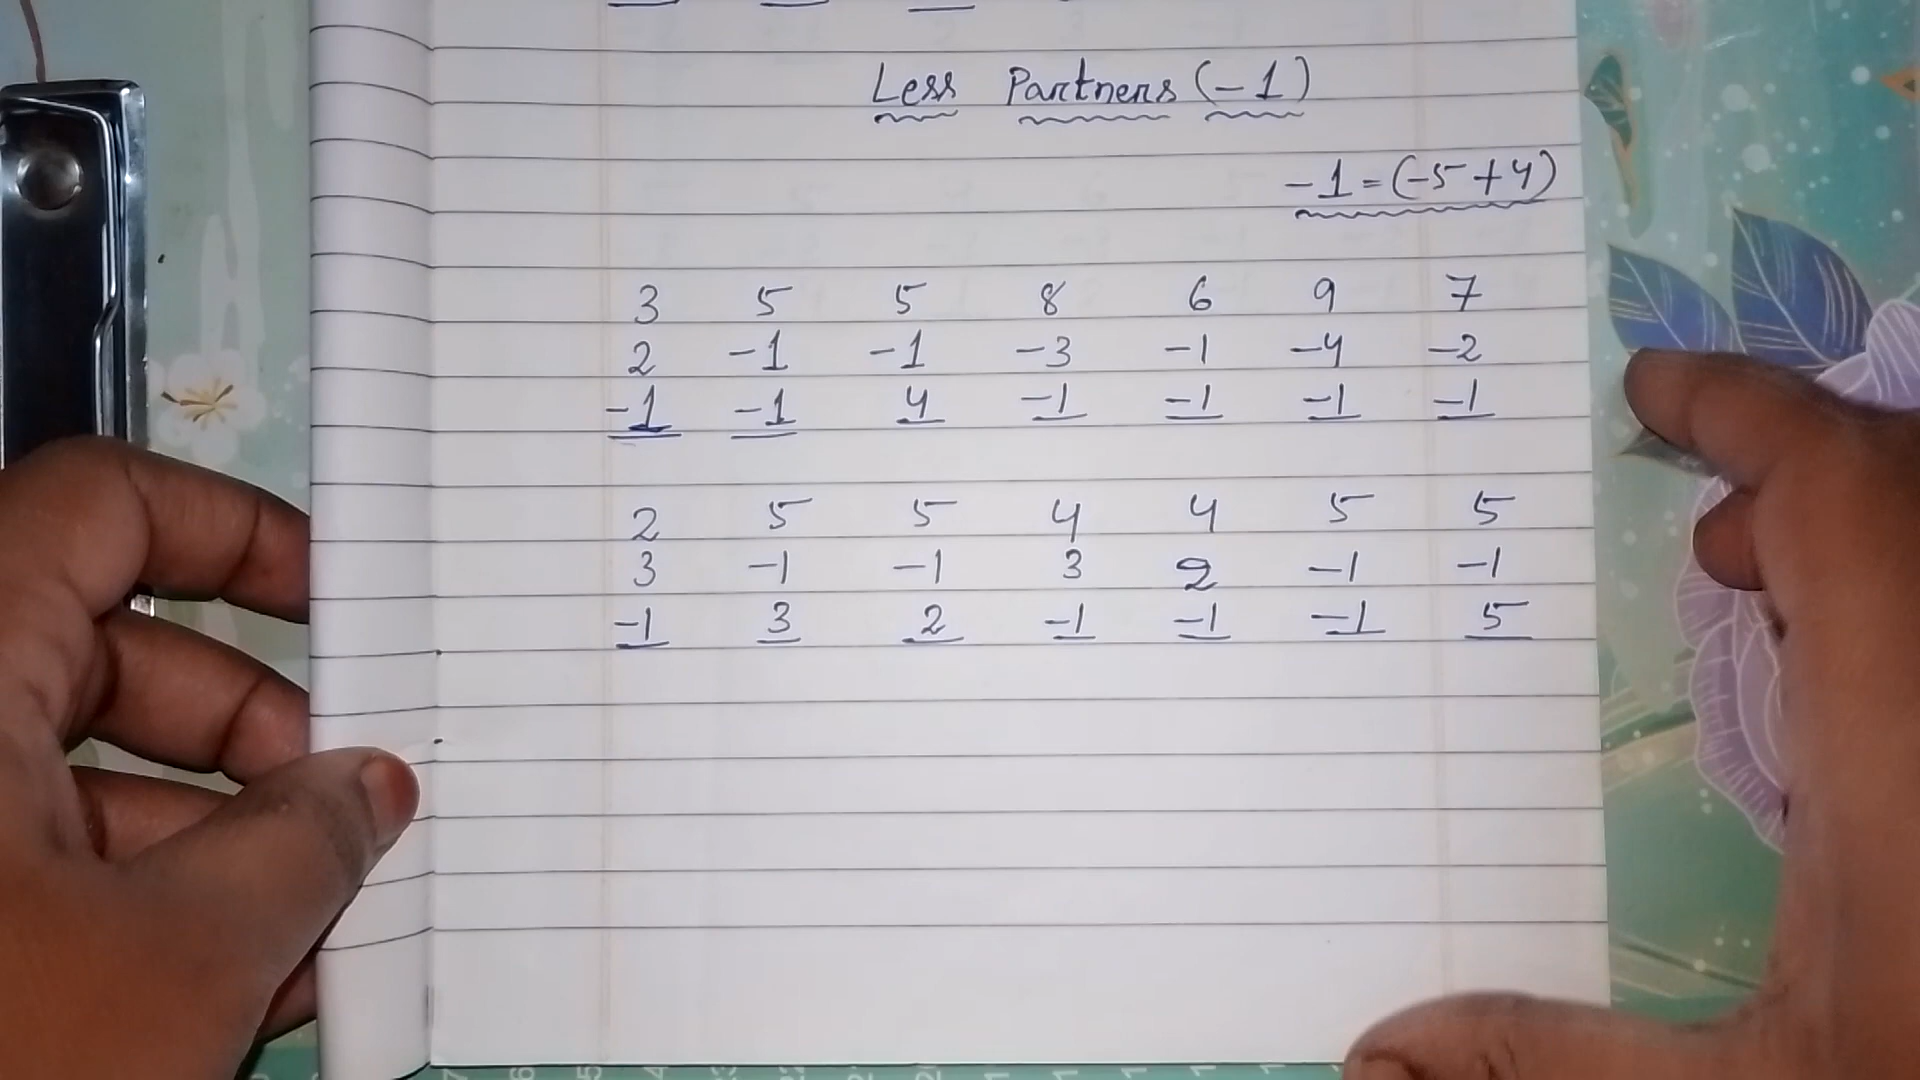 Less Partners (-1)
-1=(-5+4)
3 5 5 8 6 9 7
2 -1 -1 -3 -1 -4 -2
-1 -1 4 -1 -1 -1 -1
2 5 5 4 4 5 5
3 -1 -1 3 2 -1 -1
-1 3 2 -1 -1 -1 5